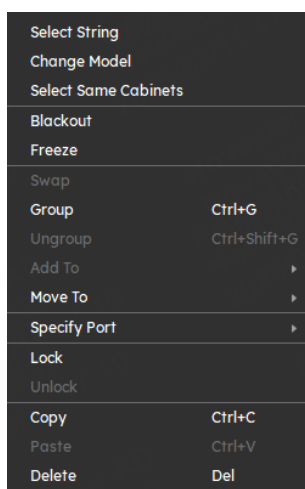 Select String
Change Model
Select Same Cabinets
Blackout
Freeze
Swap
Group Ctrl+G
Ungroup Ctrl+Shift+G
Add To
Move To
Specify Port
Lock
Unlock
Copy Ctrl+C
Paste Ctrl+V
Delete Del